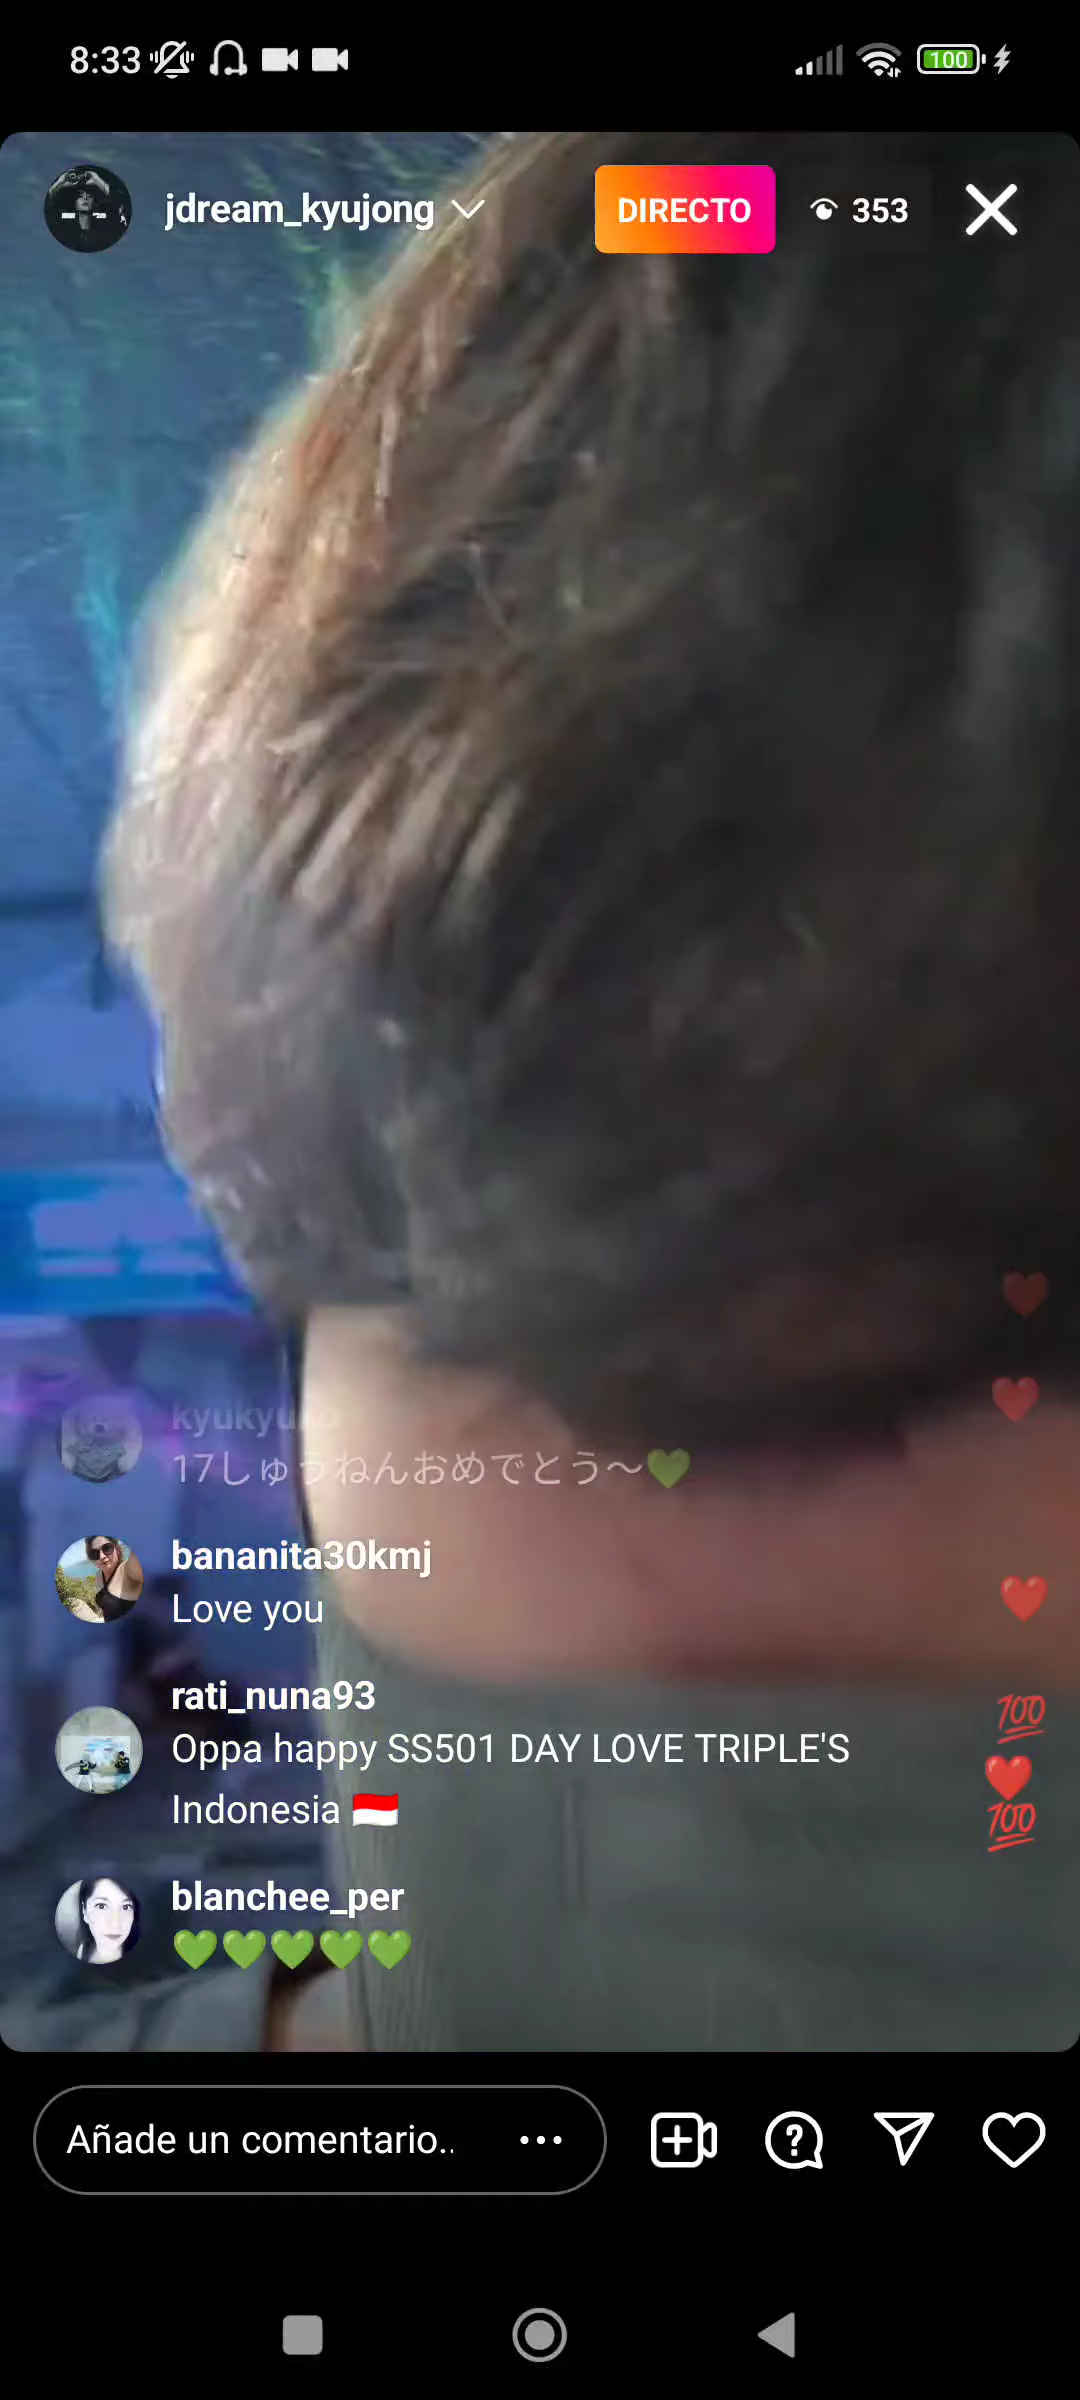 8:33
100
jdream_kyujong
DIRECTO
353
17しゅうねんおめでとう〜💚
bananita30kmj
Love you
rati_nuna93
Oppa happy SS501 DAY LOVE TRIPLE'S
Indonesia 🇮🇩
💯
💯
blanchee_per
💚💚💚💚💚
Añade un comentario..